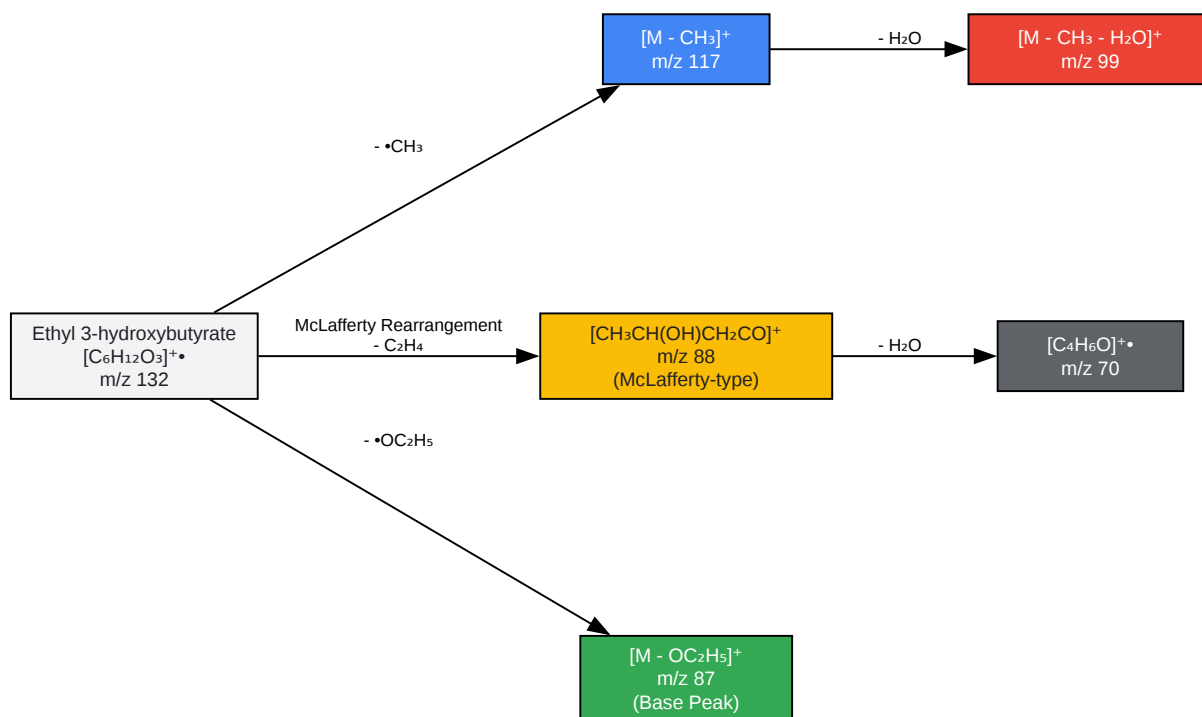 [M - CH₃]⁺
m/z 117
- H₂O
[M - CH₃ - H₂O]⁺
m/z 99
- •CH₃
Ethyl 3-hydroxybutyrate
[C₆H₁₂O₃]⁺•
m/z 132
McLafferty Rearrangement
- C₂H₄
[CH₃CH(OH)CH₂CO]⁺
m/z 88
(McLafferty-type)
- H₂O
[C₄H₆O]⁺•
m/z 70
- •OC₂H₅
[M - OC₂H₅]⁺
m/z 87
(Base Peak)